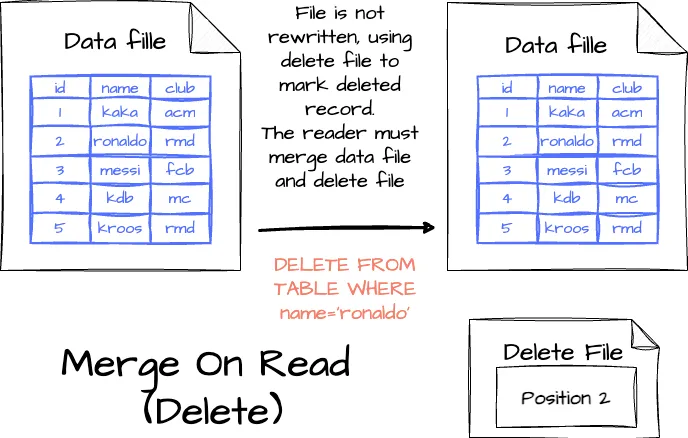 Data fille
id name club
1 kaka acm
2 ronaldo rmd
3 messi fcb
4 kdb mc
5 kroos rmd
File is not
rewritten, using
delete file to
mark deleted
record.
The reader must
merge data file
and delete file
DELETE FROM
TABLE WHERE
name='ronaldo'
Data fille
id name club
1 kaka acm
2 ronaldo rmd
3 messi fcb
4 kdb mc
5 kroos rmd
Merge On Read
(Delete)
Delete File
Position 2